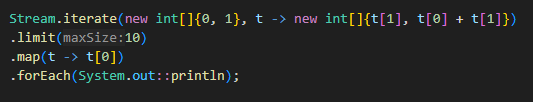 Stream.iterate(new int[]{0, 1}, t -> new int[]{t[1], t[0] + t[1]})
.limit(maxSize:10)
.map(t -> t[0])
.forEach(System.out::println);